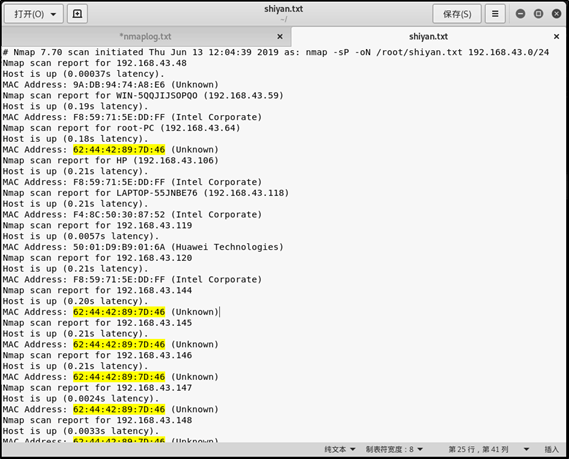 shiyan.txt
~/
打开(O)
保存(S)
*nmaplog.txt
shiyan.txt
# Nmap 7.70 scan initiated Thu Jun 13 12:04:39 2019 as: nmap -sP -oN /root/shiyan.txt 192.168.43.0/24
Nmap scan report for 192.168.43.48
Host is up (0.00037s latency).
MAC Address: 9A:DB:94:74:A8:E6 (Unknown)
Nmap scan report for WIN-5QQJIJSOPQO (192.168.43.59)
Host is up (0.19s latency).
MAC Address: F8:59:71:5E:DD:FF (Intel Corporate)
Nmap scan report for root-PC (192.168.43.64)
Host is up (0.18s latency).
MAC Address: 62:44:42:89:7D:46 (Unknown)
Nmap scan report for HP (192.168.43.106)
Host is up (0.21s latency).
MAC Address: F8:59:71:5E:DD:FF (Intel Corporate)
Nmap scan report for LAPTOP-55JNBE76 (192.168.43.118)
Host is up (0.21s latency).
MAC Address: F4:8C:50:30:87:52 (Intel Corporate)
Nmap scan report for 192.168.43.119
Host is up (0.0057s latency).
MAC Address: 50:01:D9:B9:01:6A (Huawei Technologies)
Nmap scan report for 192.168.43.120
Host is up (0.21s latency).
MAC Address: F8:59:71:5E:DD:FF (Intel Corporate)
Nmap scan report for 192.168.43.144
Host is up (0.20s latency).
MAC Address: 62:44:42:89:7D:46 (Unknown)
Nmap scan report for 192.168.43.145
Host is up (0.21s latency).
MAC Address: 62:44:42:89:7D:46 (Unknown)
Nmap scan report for 192.168.43.146
Host is up (0.21s latency).
MAC Address: 62:44:42:89:7D:46 (Unknown)
Nmap scan report for 192.168.43.147
Host is up (0.0024s latency).
MAC Address: 62:44:42:89:7D:46 (Unknown)
Nmap scan report for 192.168.43.148
Host is up (0.0033s latency).
MAC Address: 62:44:42:89:7D:46 (Unknown)
纯文本 制表符宽度：8 第 25 行，第 41 列 插入